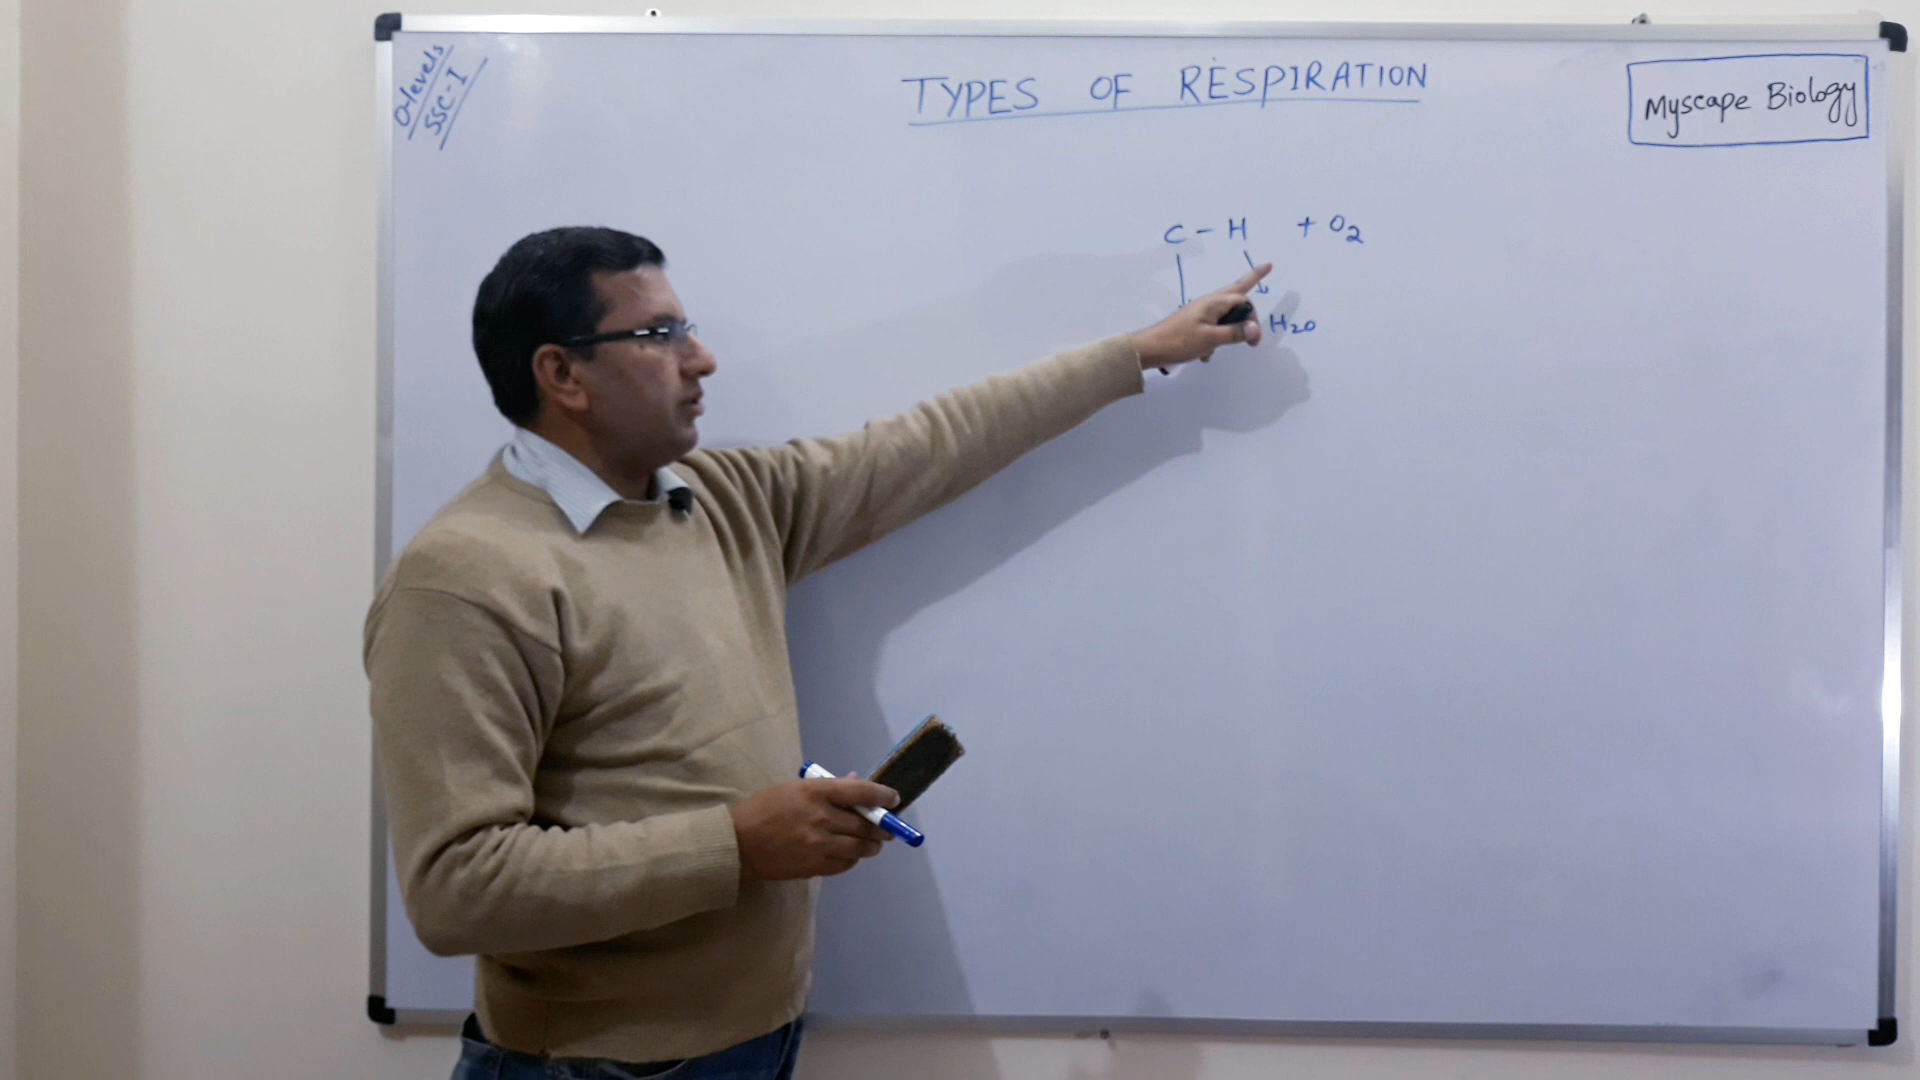 O-levels
SSC-I
TYPES OF RESPIRATION
Myscape Biology
C - H + O2
H2O